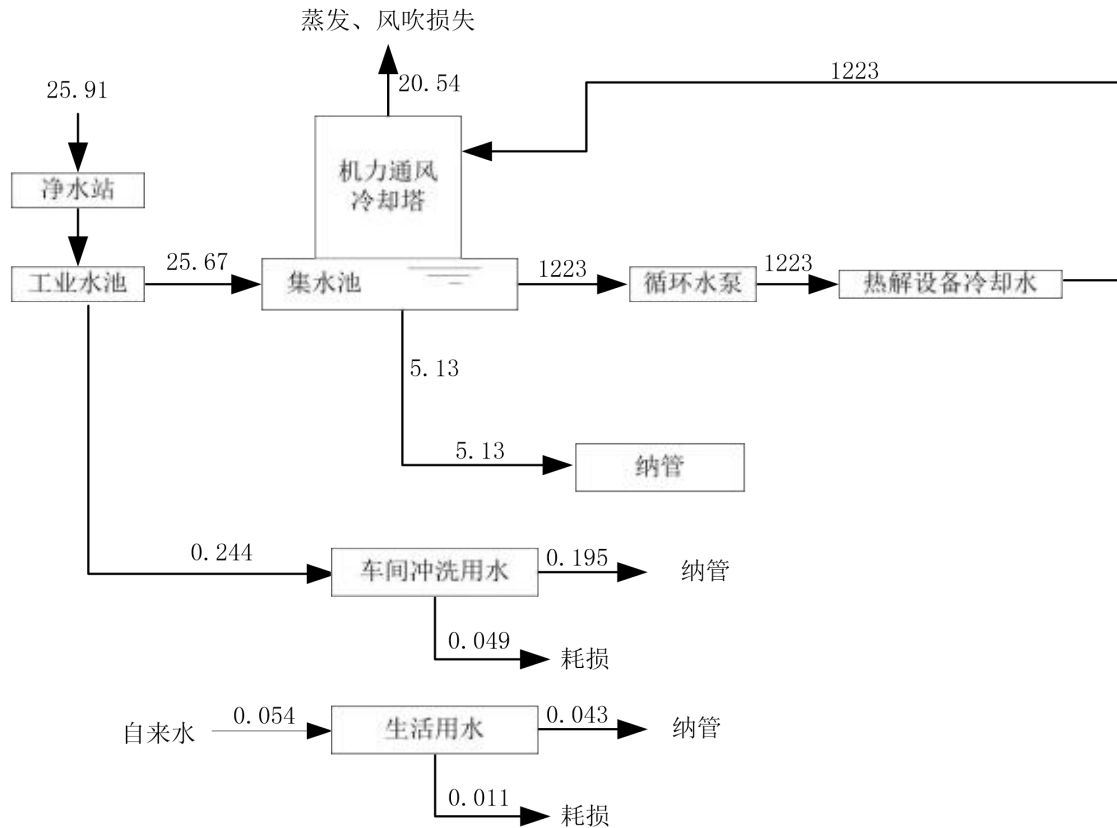 蒸发、风吹损失
20.54
1223
25.91
机力通风
冷却塔
净水站
工业水池
25.67
集水池
1223
循环水泵
1223
热解设备冷却水
5.13
5.13
纳管
0.244
车间冲洗用水
0.195
纳管
0.049
耗损
自来水
0.054
生活用水
0.043
纳管
0.011
耗损